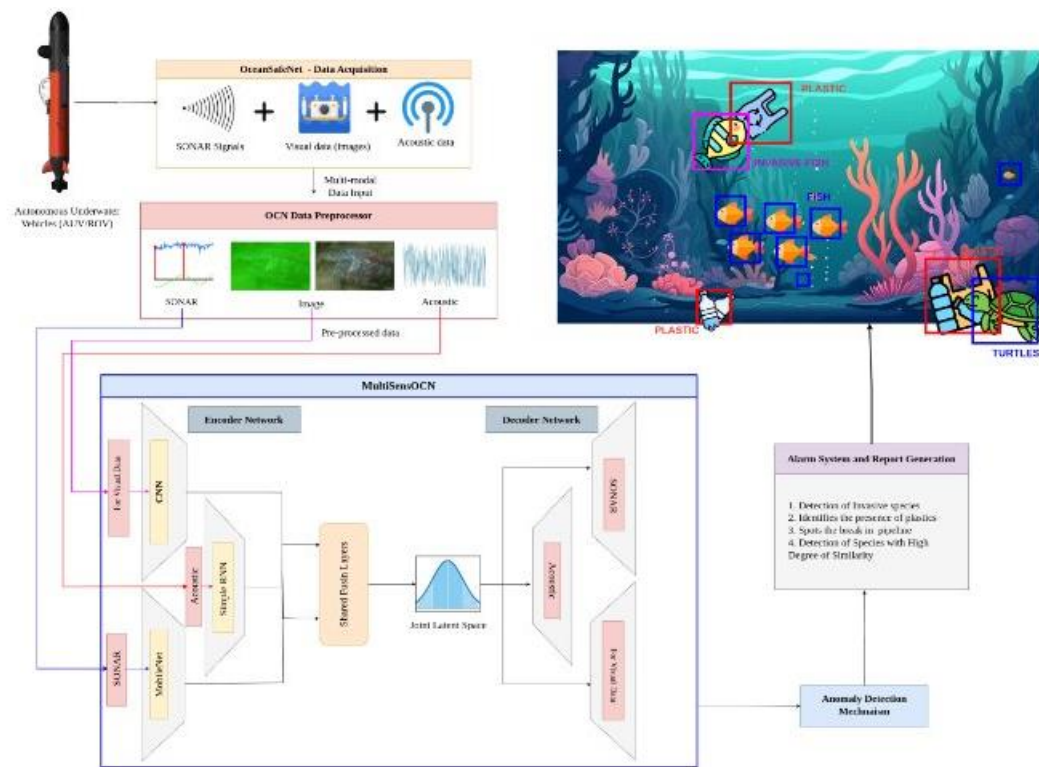 OceanSafeNet - Data Acquisition
SONAR Signals
Visual data (images)
Acoustic data
Autonomous Underwater
Vehicles (AUV/ROV)
Multi-modal
Data Input
OCN Data Preprocessor
SONAR
Image
Acoustic
Pre-processed data
MultiSensOCN
Encoder Network
Decoder Network
For Visual Data
CNN
Acoustic
Simple RNN
SONAR
MobileNet
Shared Fusin Layers
Joint Latent Space
SONAR
Acoustic
For Visual Data
PLASTIC
INVASIVE FISH
FISH
PLASTIC
PLASTIC
TURTLES
Alarm System and Report Generation
1. Detection of Invasive species
2. Identifies the presence of plastics
3. Spots the break in pipeline
4. Detection of Species with High
Degree of Similarity
Anomaly Detection
Mechnaism